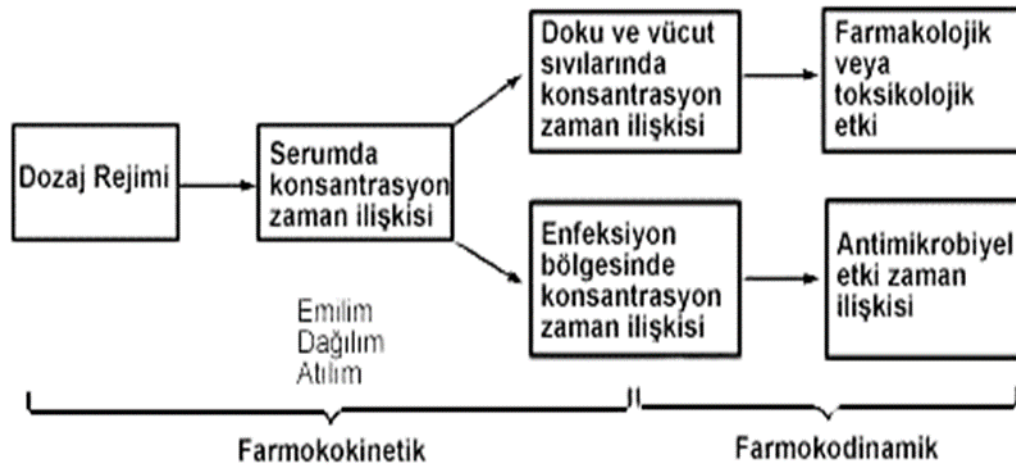 Dozaj Rejimi
Serumda
konsantrasyon
zaman ilişkisi
Doku ve vücut
sıvılarında
konsantrasyon
zaman ilişkisi
Farmakolojik
veya
toksikolojik
etki
Enfeksiyon
bölgesinde
konsantrasyon
zaman ilişkisi
Antimikrobiyel
etki zaman
ilişkisi
Emilim
Dağılım
Atılım
Farmokokinetik
Farmokodinamik